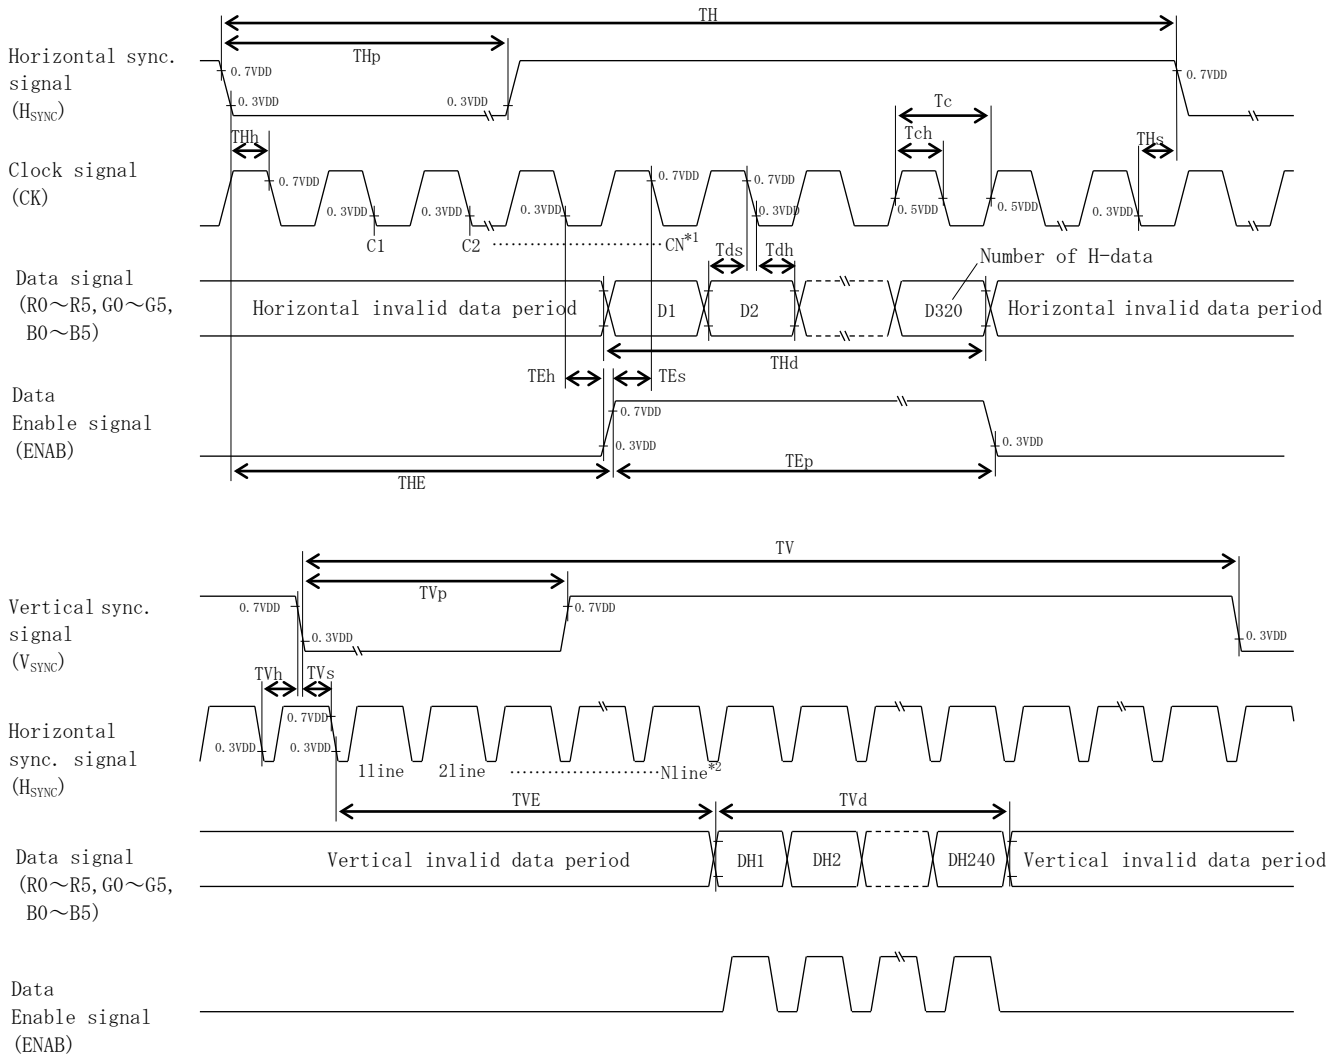 TH
THp
Horizontal sync.
signal
(HSYNC)
0.7VDD
0.3VDD
0.3VDD
0.7VDD
Tc
THh
Tch
THs
Clock signal
(CK)
0.7VDD
0.3VDD
0.3VDD
0.3VDD
0.7VDD
0.7VDD
0.3VDD
0.5VDD
0.5VDD
0.3VDD
C1
C2 ························CN*1
Tds
Tdh
Number of H-data
Data signal
(R0～R5,G0～G5,
B0～B5)
Horizontal invalid data period
D1
D2
D320
Horizontal invalid data period
THd
TEh
TEs
Data
Enable signal
(ENAB)
0.7VDD
0.3VDD
0.3VDD
THE
TEp
TV
TVp
Vertical sync.
signal
(VSYNC)
0.7VDD
0.3VDD
0.7VDD
0.3VDD
TVh
TVs
Horizontal
sync. signal
(HSYNC)
0.7VDD
0.3VDD
0.3VDD
1line
2line ······················Nline*2
TVE
TVd
Data signal
(R0～R5,G0～G5,
B0～B5)
Vertical invalid data period
DH1
DH2
DH240
Vertical invalid data period
Data
Enable signal
(ENAB)